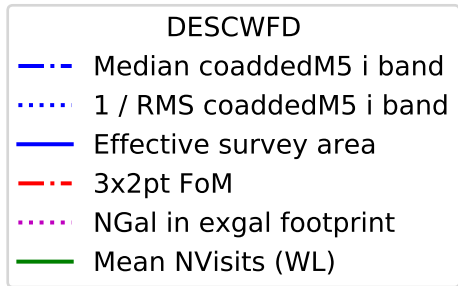 DESCWFD
Median coaddedM5 i band
1 / RMS coaddedM5 i band
Effective survey area
3x2pt FoM
NGal in exgal footprint
Mean NVisits (WL)